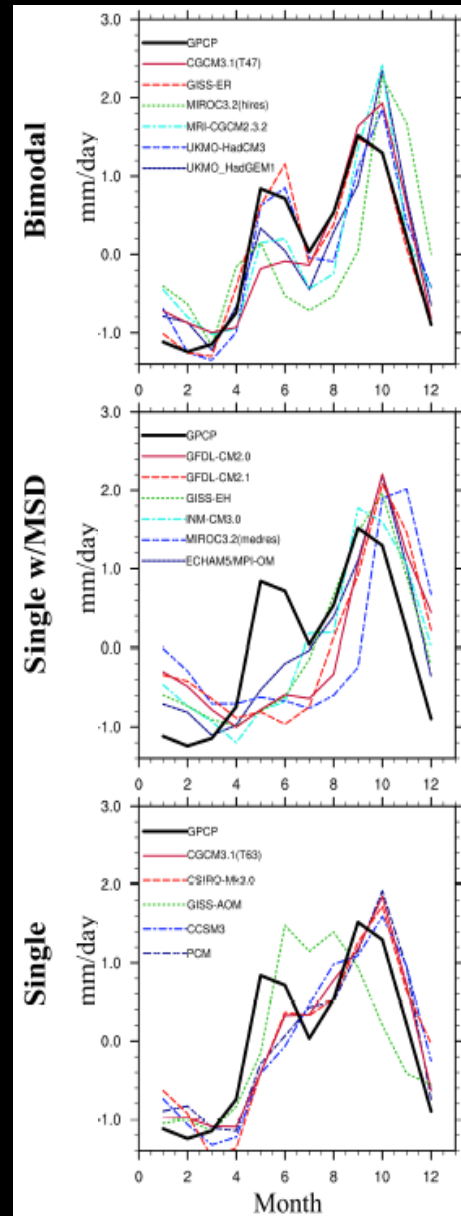 Bimodal
mm/day
3.0
2.0
1.0
0.0
-1.0
GPCP
CGCM3.1(T47)
GISS-ER
MIROC3.2(hires)
MRI-CGCM2.3.2
UKMO-HadCM3
UKMO_HadGEM1
0 2 4 6 8 10 12
Single w/MSD
mm/day
3.0
2.0
1.0
0.0
-1.0
GPCP
GFDL-CM2.0
GFDL-CM2.1
GISS-EH
INM-CM3.0
MIROC3.2(medres)
ECHAM5/MPI-OM
0 2 4 6 8 10 12
Single
mm/day
3.0
2.0
1.0
0.0
-1.0
GPCP
CGCM3.1(T63)
CSIRO-Mk3.0
GISS-AOM
CCSM3
PCM
0 2 4 6 8 10 12
Month